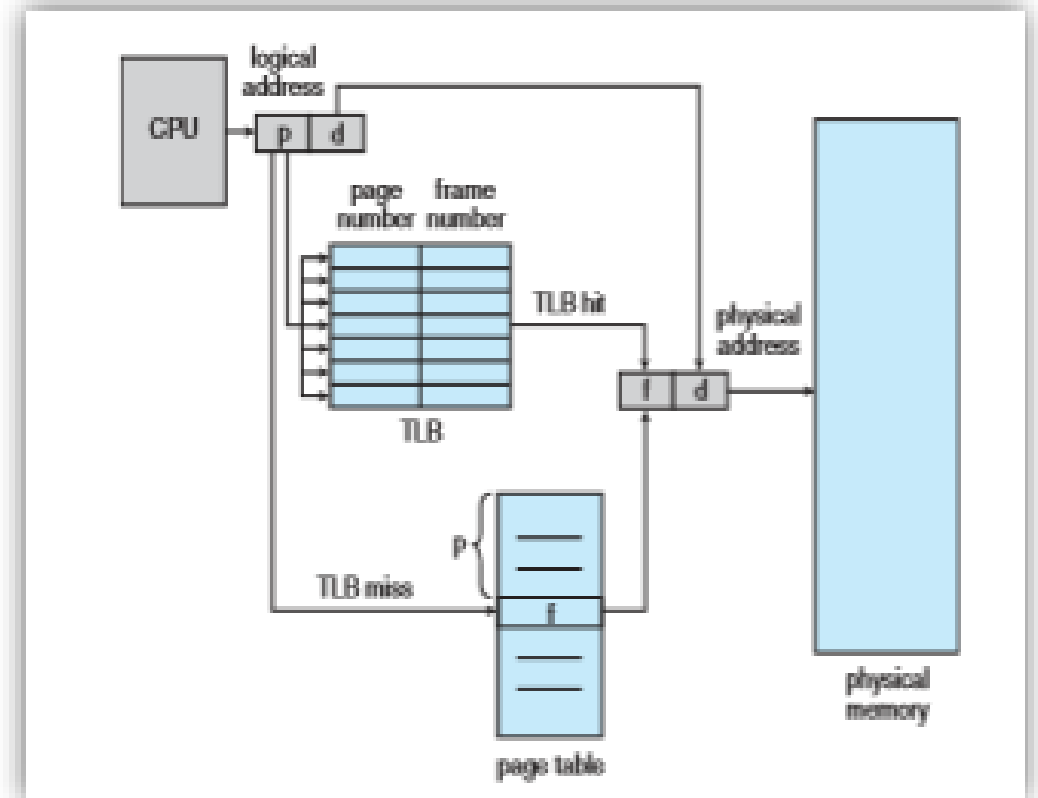 logical
address
CPU
p
d
page
number
frame
number
TLB hit
physical
address
f
d
TLB
p
TLB miss
f
physical
memory
page table